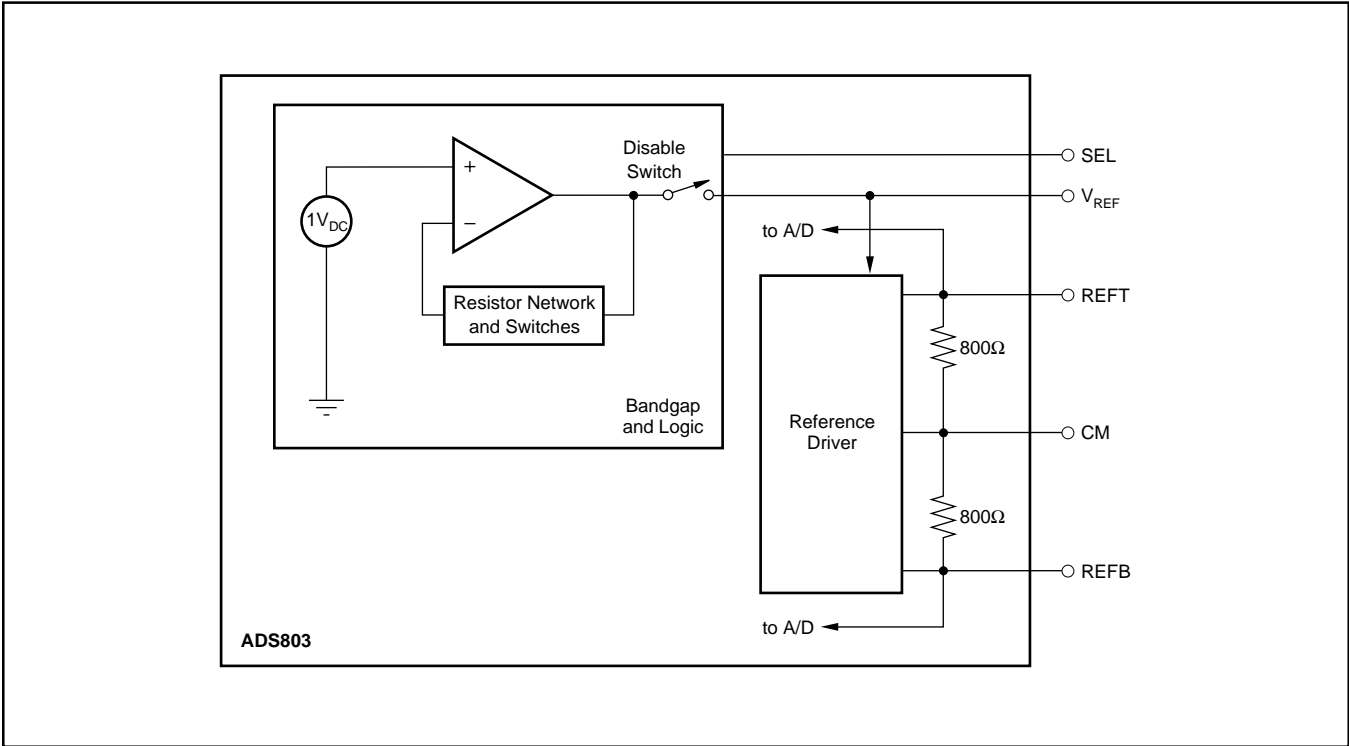 Disable
Switch
SEL
+
1V_DC
V_REF
−
to A/D
Resistor Network
and Switches
REFT
800Ω
Bandgap
and Logic
Reference
Driver
CM
800Ω
REFB
to A/D
ADS803